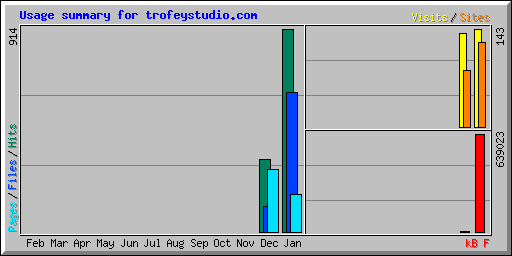 Usage summary for trofeystudio.com
Visits / Sites
914
143
Pages / Files / Hits
639023
Feb Mar Apr May Jun Jul Aug Sep Oct Nov Dec Jan
kB F